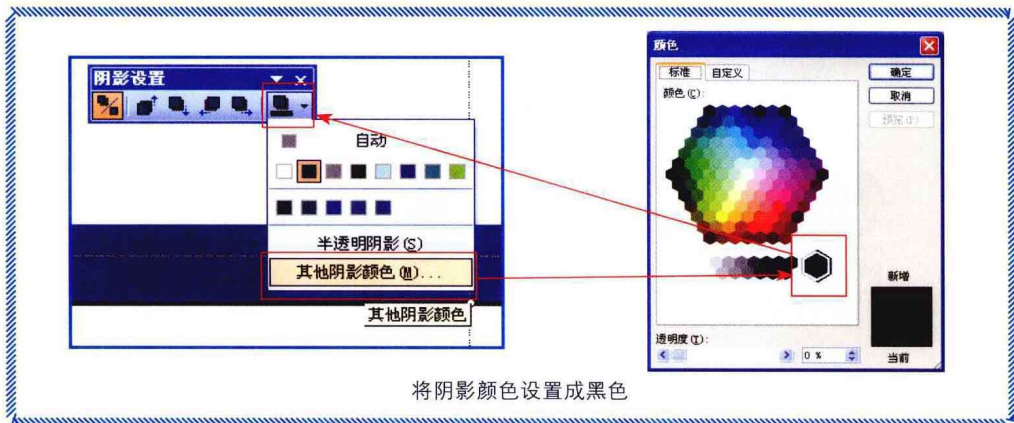 阴影设置
自动
半透明阴影(S)
其他阴影颜色(M)...
其他阴影颜色
颜色
标准 自定义
颜色(C):
确定
取消
预览(P)
新增
当前
透明度(T):
0 %
将阴影颜色设置成黑色